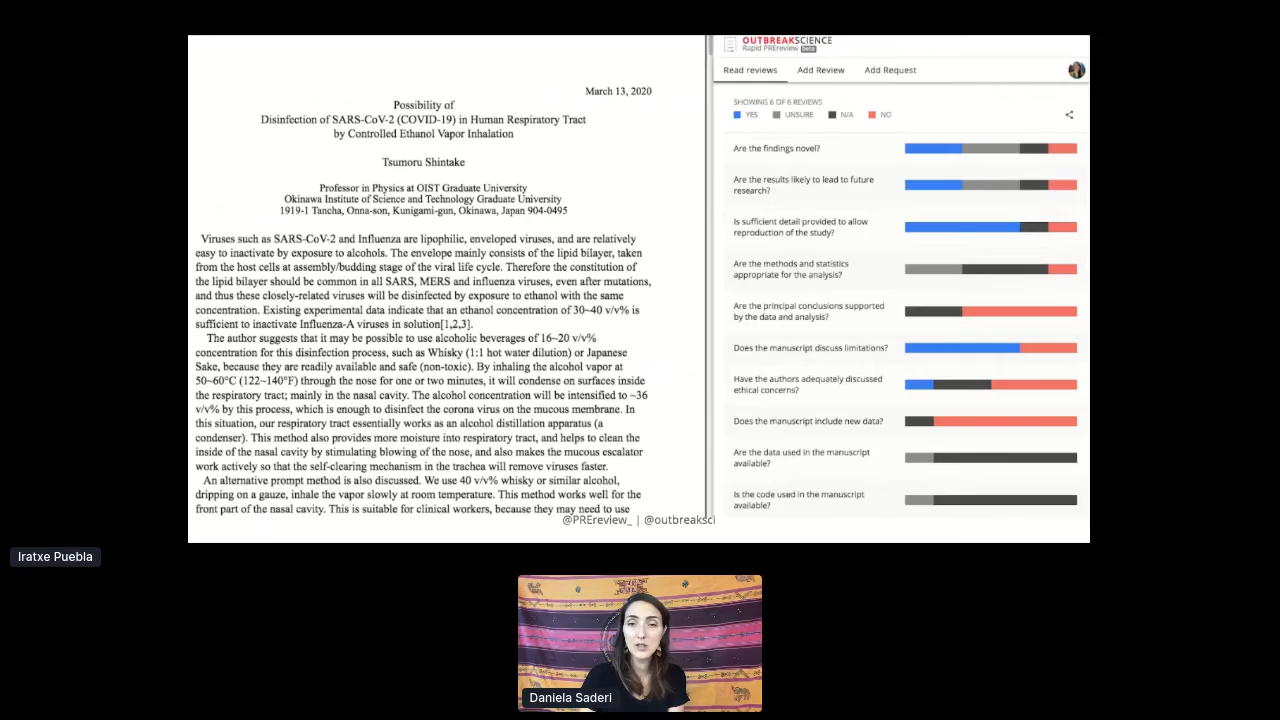 March 13, 2020
Possibility of
Disinfection of SARS-CoV-2 (COVID-19) in Human Respiratory Tract
by Controlled Ethanol Vapor Inhalation
Tsumoru Shintake
Professor in Physics at OIST Graduate University
Okinawa Institute of Science and Technology Graduate University
1919-1 Tancha, Onna-son, Kunigami-gun, Okinawa, Japan 904-0495
Viruses such as SARS-CoV-2 and Influenza are lipophilic, enveloped viruses, and are relatively
easy to inactivate by exposure to alcohols. The envelope mainly consists of the lipid bilayer, taken
from the host cells at assembly/budding stage of the viral life cycle. Therefore the constitution of
the lipid bilayer should be common in all SARS, MERS and influenza viruses, even after mutations,
and thus these closely-related viruses will be disinfected by exposure to ethanol with the same
concentration. Existing experimental data indicate that an ethanol concentration of 30~40 v/v% is
sufficient to inactivate Influenza-A viruses in solution[1,2,3].
The author suggests that it may be possible to use alcoholic beverages of 16~20 v/v%
concentration for this disinfection process, such as Whisky (1:1 hot water dilution) or Japanese
Sake, because they are readily available and safe (non-toxic). By inhaling the alcohol vapor at
50~60°C (122~140°F) through the nose for one or two minutes, it will condense on surfaces inside
the respiratory tract; mainly in the nasal cavity. The alcohol concentration will be intensified to ~36
v/v% by this process, which is enough to disinfect the corona virus on the mucous membrane. In
this situation, our respiratory tract essentially works as an alcohol distillation apparatus (a
condenser). This method also provides more moisture into respiratory tract, and helps to clean the
inside of the nasal cavity by stimulating blowing of the nose, and also makes the mucous escalator
work actively so that the self-clearing mechanism in the trachea will remove viruses faster.
An alternative prompt method is also discussed. We use 40 v/v% whisky or similar alcohol,
dripping on a gauze, inhale the vapor slowly at room temperature. This method works well for the
front part of the nasal cavity. This is suitable for clinical workers, because they may need to use
@PREreview_ | @outbreaksci
OUTBREAKSCIENCE
Rapid PREreview beta
Read reviews Add Review Add Request
SHOWING 6 OF 6 REVIEWS
YES UNSURE N/A NO
Are the findings novel?
Are the results likely to lead to future
research?
Is sufficient detail provided to allow
reproduction of the study?
Are the methods and statistics
appropriate for the analysis?
Are the principal conclusions supported
by the data and analysis?
Does the manuscript discuss limitations?
Have the authors adequately discussed
ethical concerns?
Does the manuscript include new data?
Are the data used in the manuscript
available?
Is the code used in the manuscript
available?
Iratxe Puebla
Daniela Saderi